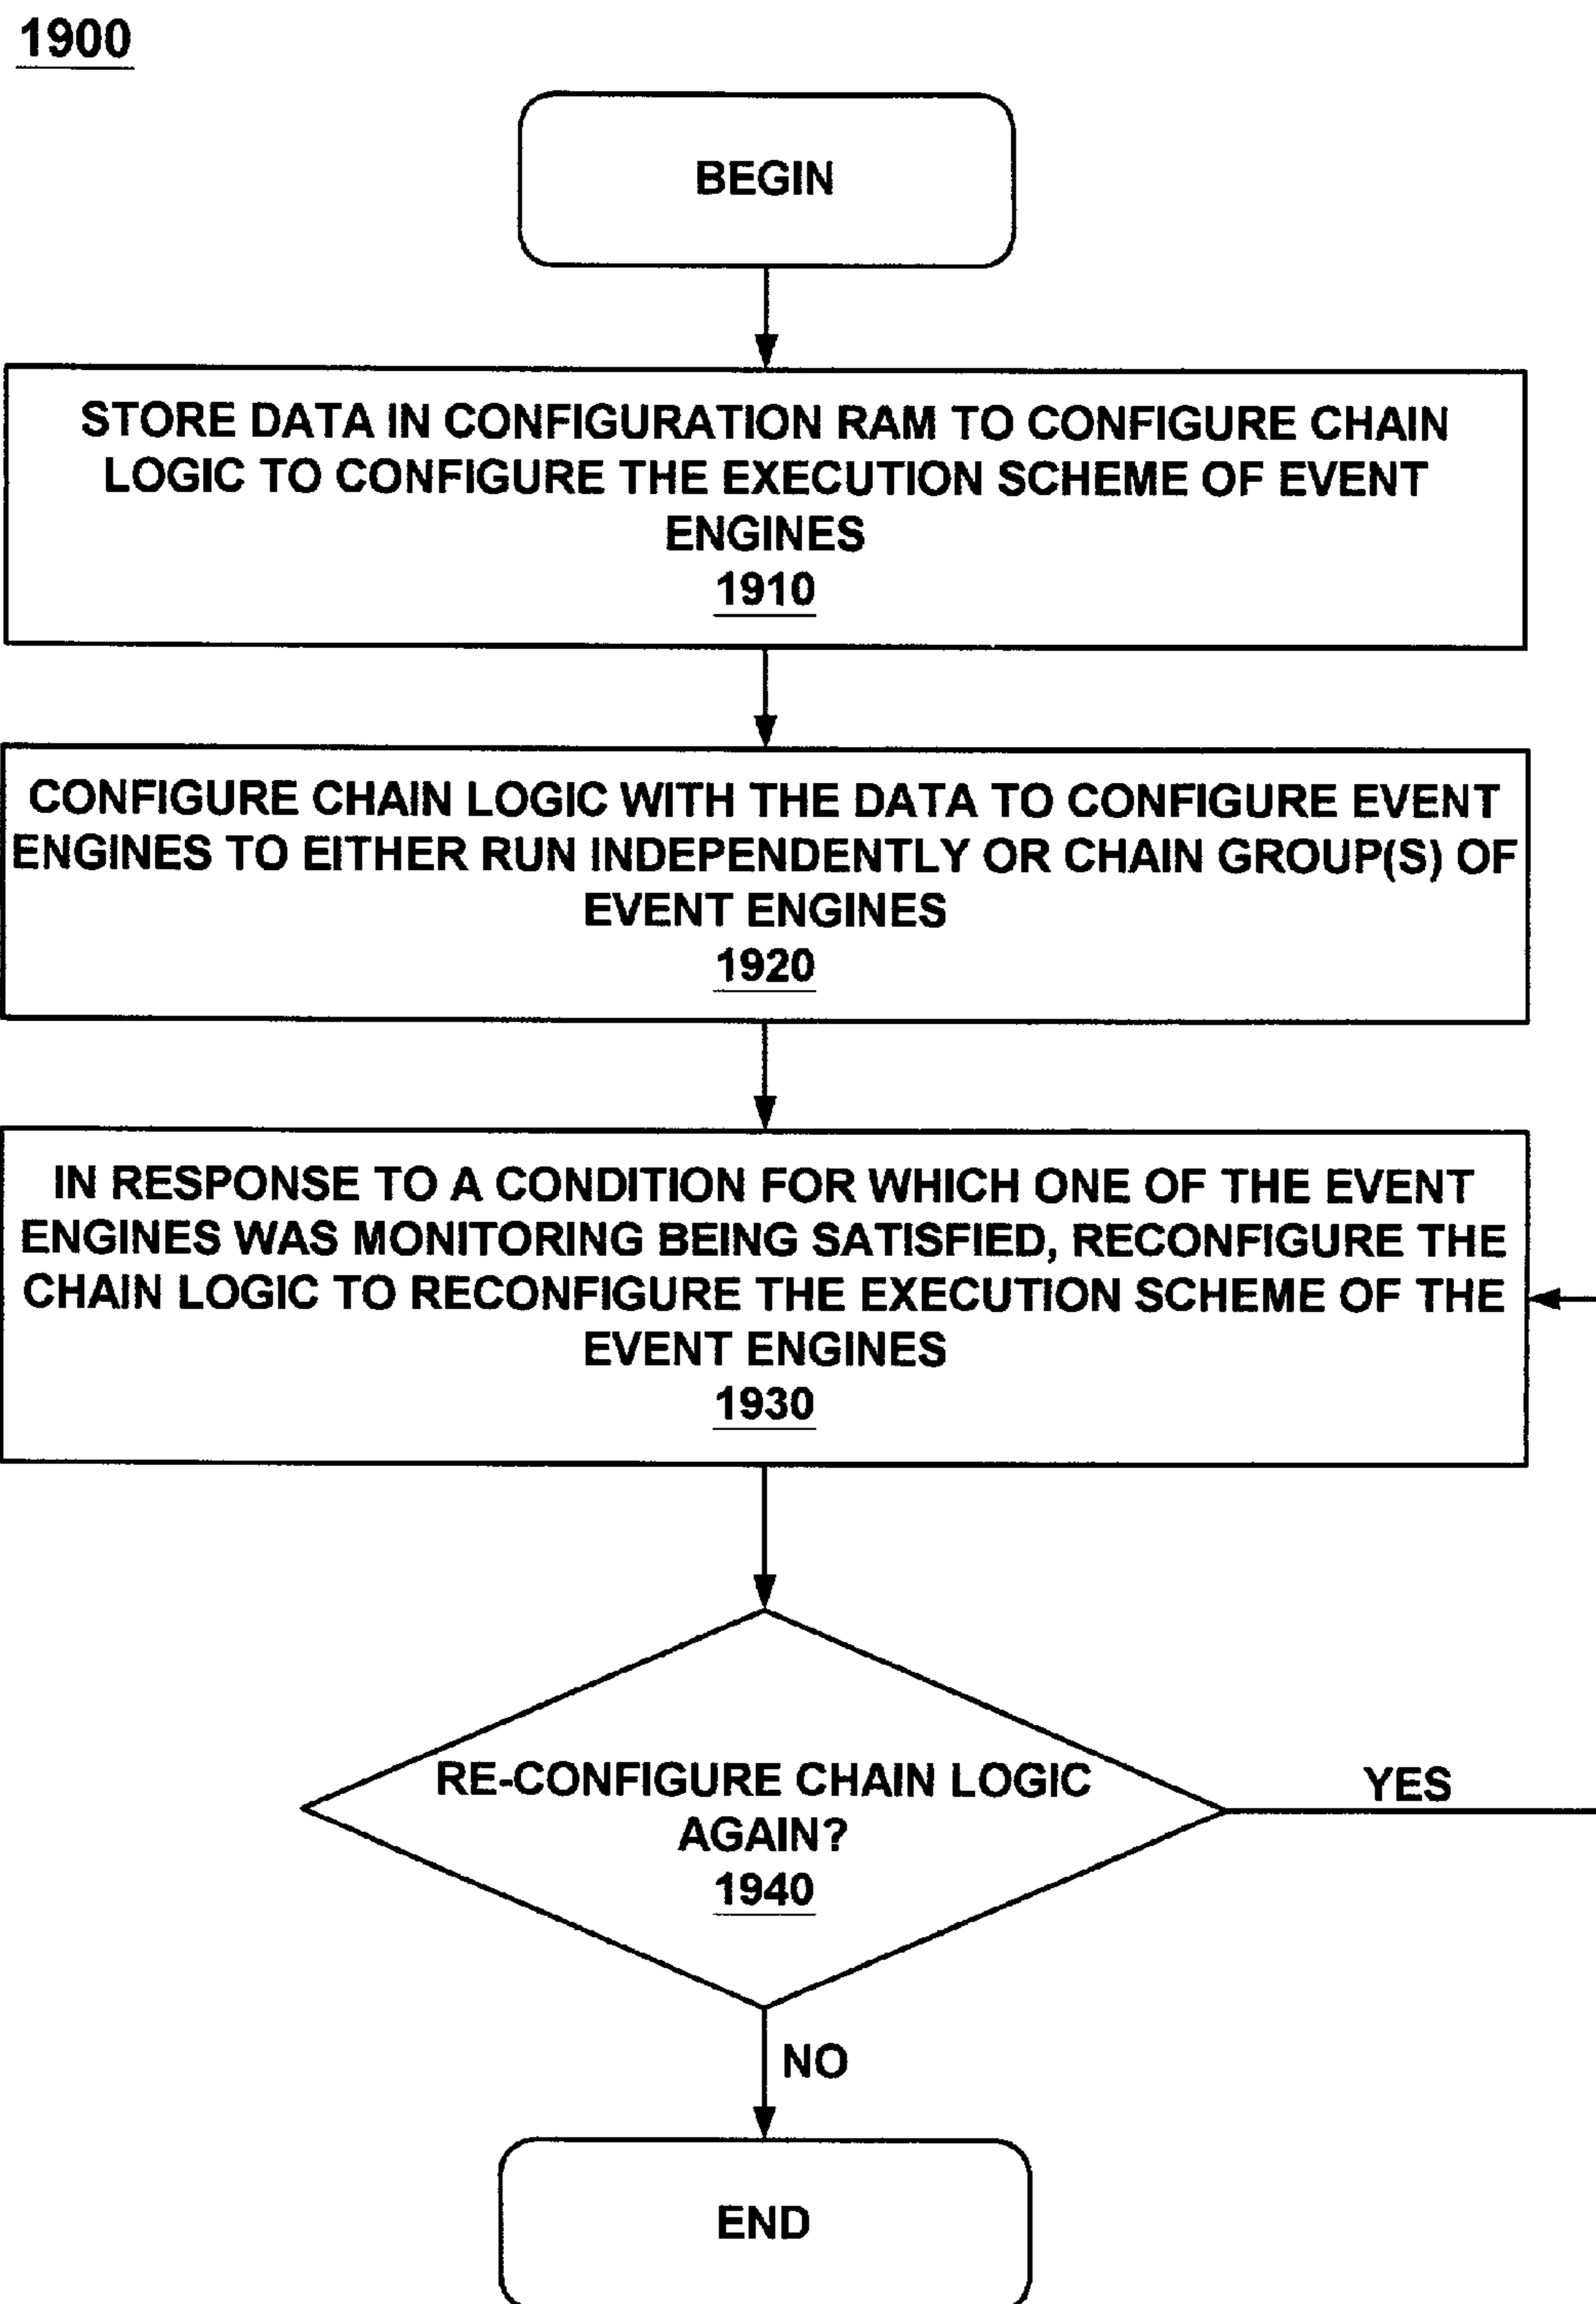 1900
BEGIN
STORE DATA IN CONFIGURATION RAM TO CONFIGURE CHAIN
LOGIC TO CONFIGURE THE EXECUTION SCHEME OF EVENT
ENGINES
1910
CONFIGURE CHAIN LOGIC WITH THE DATA TO CONFIGURE EVENT
ENGINES TO EITHER RUN INDEPENDENTLY OR CHAIN GROUP(S) OF
EVENT ENGINES
1920
IN RESPONSE TO A CONDITION FOR WHICH ONE OF THE EVENT
ENGINES WAS MONITORING BEING SATISFIED, RECONFIGURE THE
CHAIN LOGIC TO RECONFIGURE THE EXECUTION SCHEME OF THE
EVENT ENGINES
1930
RE-CONFIGURE CHAIN LOGIC
AGAIN?
1940
YES
NO
END